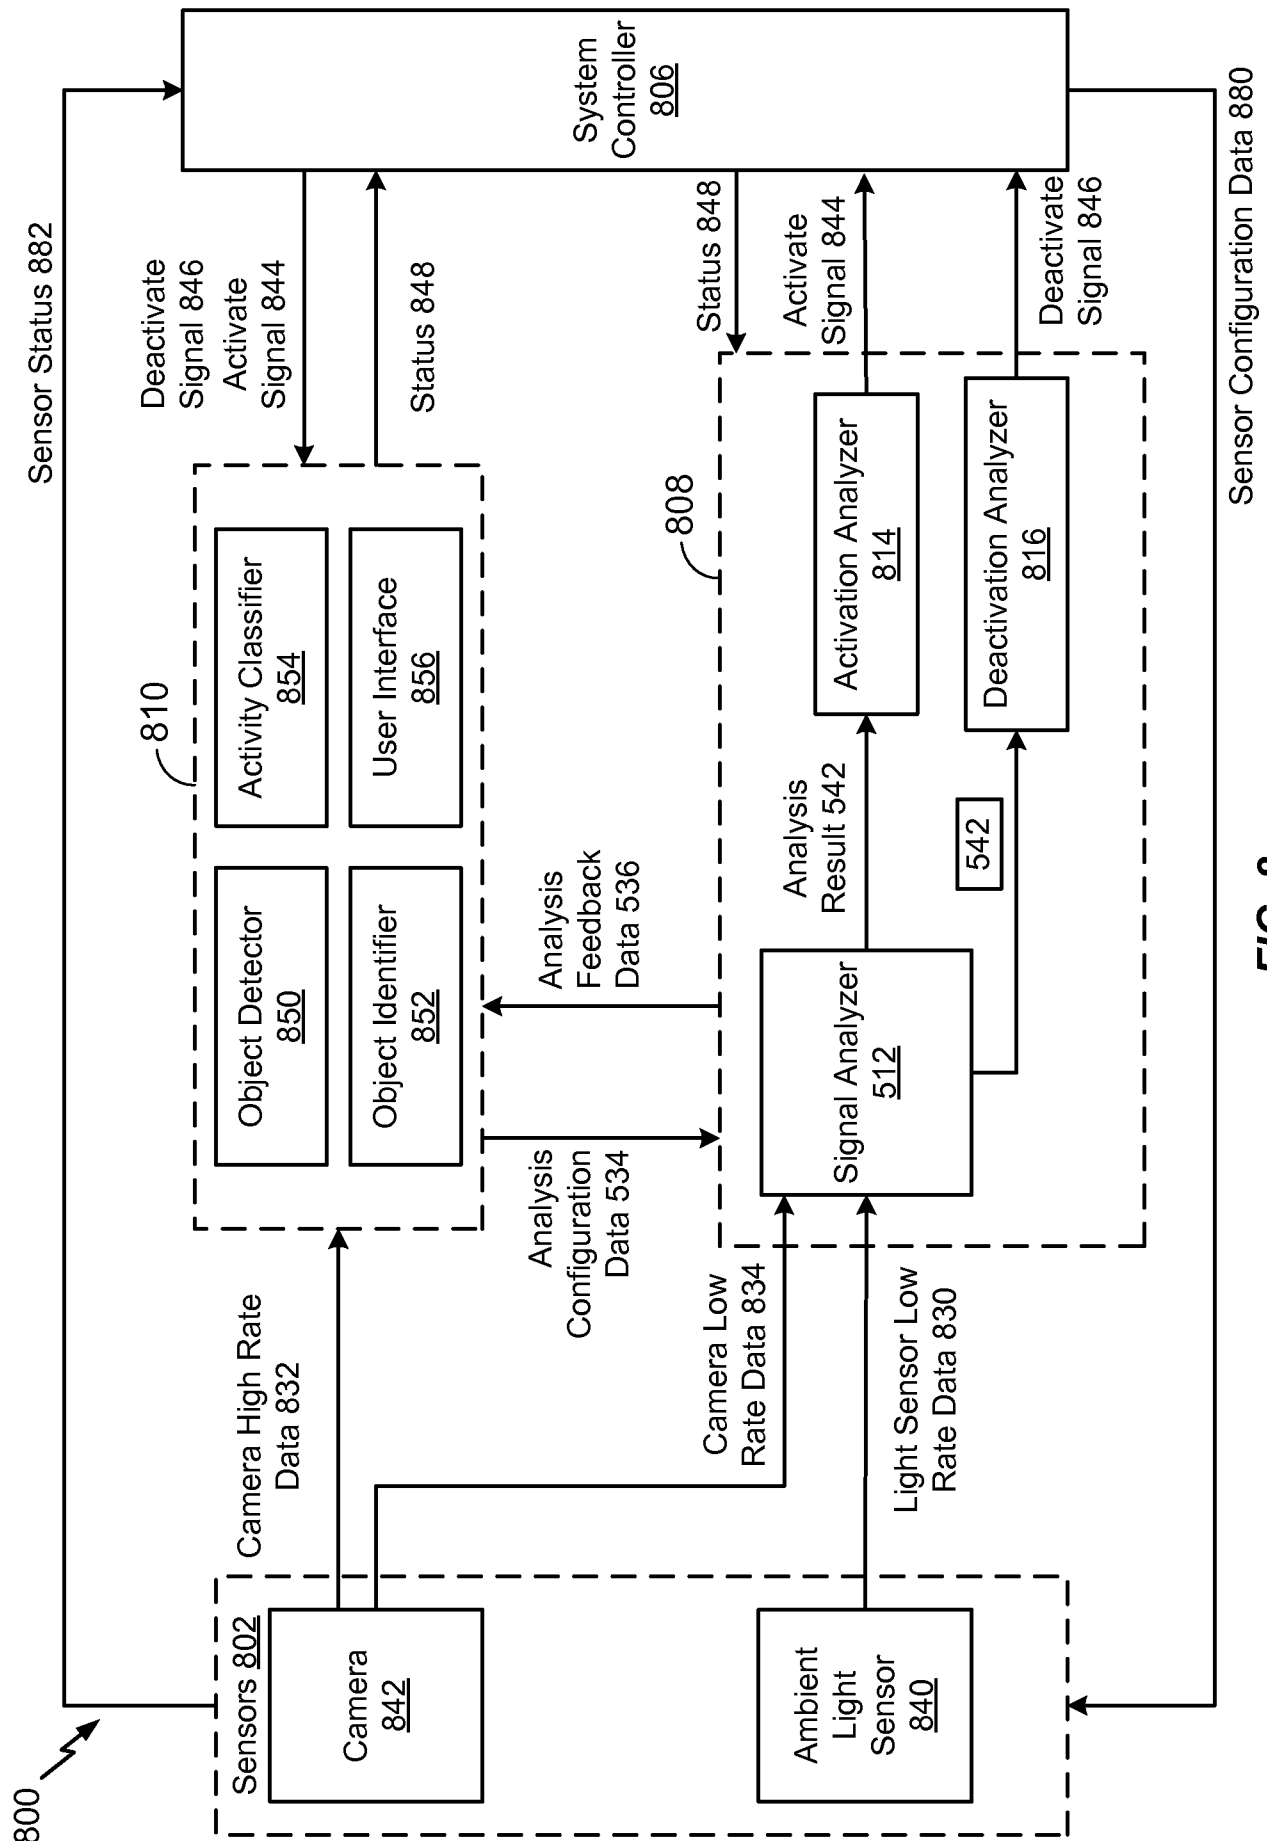 800
Sensor Status 882
Sensors 802
Camera
842
Ambient
Light
Sensor
840
Camera High Rate
Data 832
Camera Low
Rate Data 834
Light Sensor Low
Rate Data 830
810
Object Detector
850
Activity Classifier
854
Object Identifier
852
User Interface
856
Analysis
Configuration
Data 534
Analysis
Feedback
Data 536
808
Signal Analyzer
512
Analysis
Result 542
542
Activation Analyzer
814
Deactivation Analyzer
816
Deactivate
Signal 846
Activate
Signal 844
Status 848
Status 848
Activate
Signal 844
Deactivate
Signal 846
System
Controller
806
Sensor Configuration Data 880